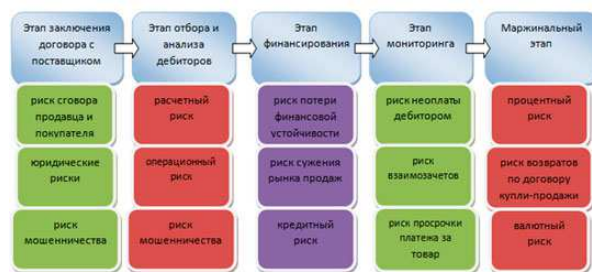 Этап заключения
договора с
поставщиком
Этап отбора и
анализа
дебиторов
Этап
финансирования
Этап
мониторинга
Маржинальный
этап
риск сговора
продавца и
покупателя
расчетный
риск
риск потери
финансовой
устойчивости
риск неоплаты
дебитором
процентный
риск
юридические
риски
операционный
риск
риск сужения
рынка продаж
риск
взаимозачетов
риск возвратов
по договору
купли-продажи
риск
мошенничества
риск
мошенничества
кредитный
риск
риск просрочки
платежа за
товар
валютный
риск